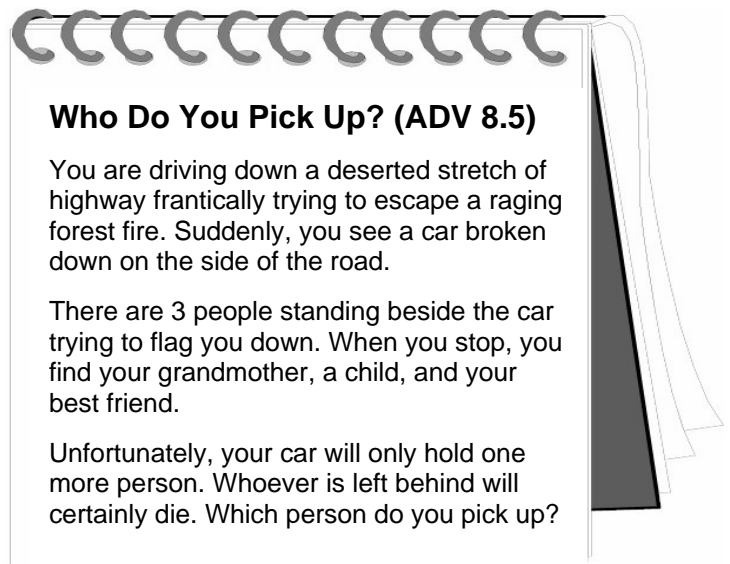 Who Do You Pick Up? (ADV 8.5)
You are driving down a deserted stretch of
highway frantically trying to escape a raging
forest fire. Suddenly, you see a car broken
down on the side of the road.
There are 3 people standing beside the car
trying to flag you down. When you stop, you
find your grandmother, a child, and your
best friend.
Unfortunately, your car will only hold one
more person. Whoever is left behind will
certainly die. Which person do you pick up?